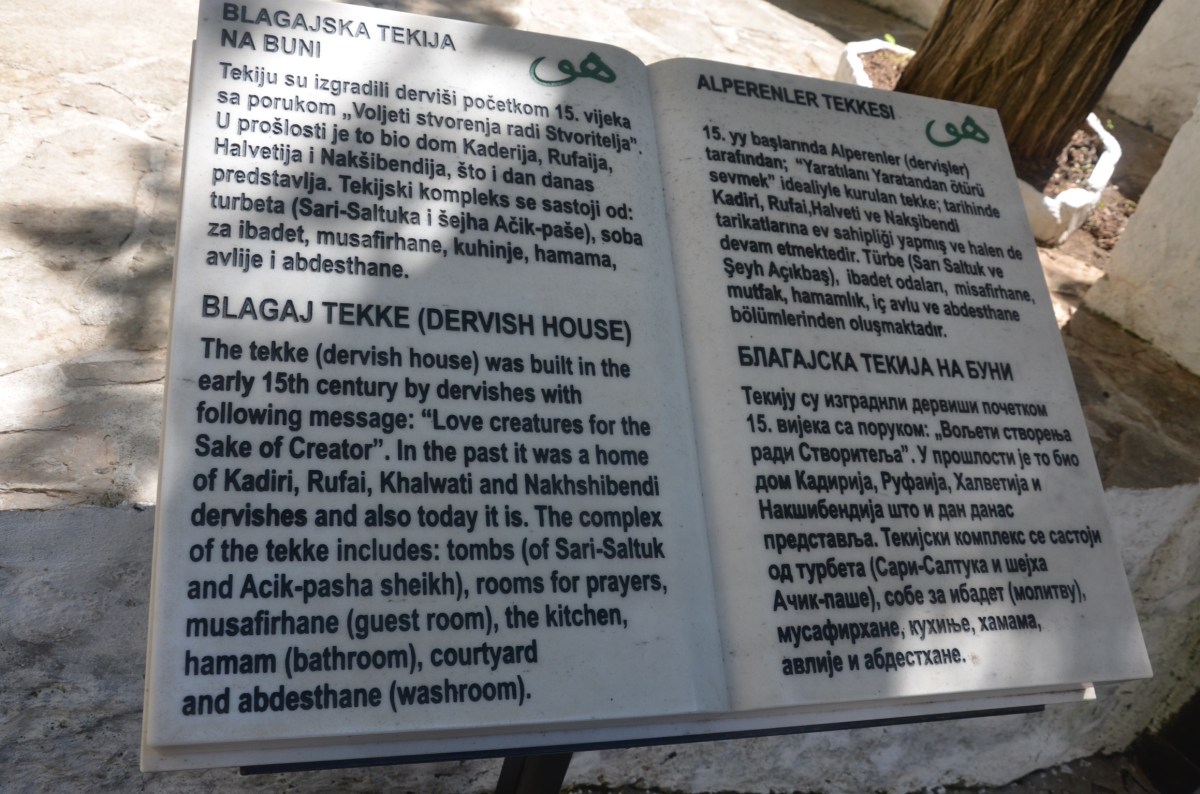 BLAGAJSKA TEKIJA
NA BUNI
هو
Tekiju su izgradili derviši početkom 15. vijeka
sa porukom „Voljeti stvorenja radi Stvoritelja”.
U prošlosti je to bio dom Kaderija, Rufaija,
Halvetija i Nakšibendija, što i dan danas
predstavlja. Tekijski kompleks se sastoji od:
turbeta (Sari-Saltuka i šejha Ačik-paše), soba
za ibadet, musafirhane, kuhinje, hamama,
avlije i abdesthane.
BLAGAJ TEKKE (DERVISH HOUSE)
The tekke (dervish house) was built in the
early 15th century by dervishes with
following message: “Love creatures for the
Sake of Creator”. In the past it was a home
of Kadiri, Rufai, Khalwati and Nakhshibendi
dervishes and also today it is. The complex
of the tekke includes: tombs (of Sari-Saltuk
and Acik-pasha sheikh), rooms for prayers,
musafirhane (guest room), the kitchen,
hamam (bathroom), courtyard
and abdesthane (washroom).
ALPERENLER TEKKESI
هو
15. yy başlarında Alperenler (dervişler)
tarafından; “Yaratılanı Yaratandan ötürü
sevmek” idealiyle kurulan tekke; tarihinde
Kadiri, Rufai,Halveti ve Nakşibendi
tarikatlarına ev sahipliği yapmış ve halen de
devam etmektedir. Türbe (Sarı Saltuk ve
Şeyh Açıkbaş), ibadet odaları, misafirhane,
mutfak, hamamlık, iç avlu ve abdesthane
bölümlerinden oluşmaktadır.
БЛАГАЈСКА ТЕКИЈА НА БУНИ
Текију су изградили дервиши почетком
15. вијека са поруком: „Вољети створења
ради Створитеља”. У прошлости је то био
дом Кадирија, Руфаија, Халветија и
Накшибендија што и дан данас
представља. Текијски комплекс се састоји
од турбета (Сари-Салтука и шејха
Ачик-паше), собе за ибадет (молитву),
мусафирхане, кухиње, хамама,
авлије и абдестхане.